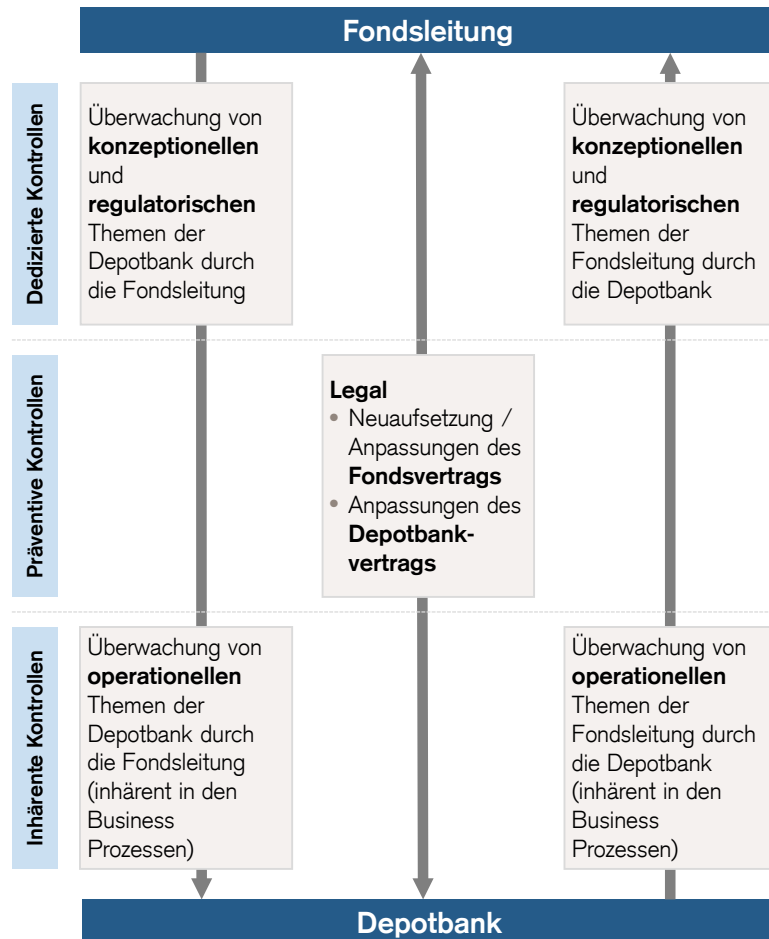 Fondsleitung
Dedizierte Kontrollen
Überwachung von
konzeptionellen
und
regulatorischen
Themen der
Depotbank durch
die Fondsleitung
Überwachung von
konzeptionellen
und
regulatorischen
Themen der
Fondsleitung durch
die Depotbank
Präventive Kontrollen
Legal
• Neuaufsetzung /
Anpassungen des
Fondsvertrags
• Anpassungen des
Depotbank-
vertrags
Inhärente Kontrollen
Überwachung von
operationellen
Themen der
Depotbank durch
die Fondsleitung
(inhärent in den
Business
Prozessen)
Überwachung von
operationellen
Themen der
Fondsleitung durch
die Depotbank
(inhärent in den
Business
Prozessen)
Depotbank